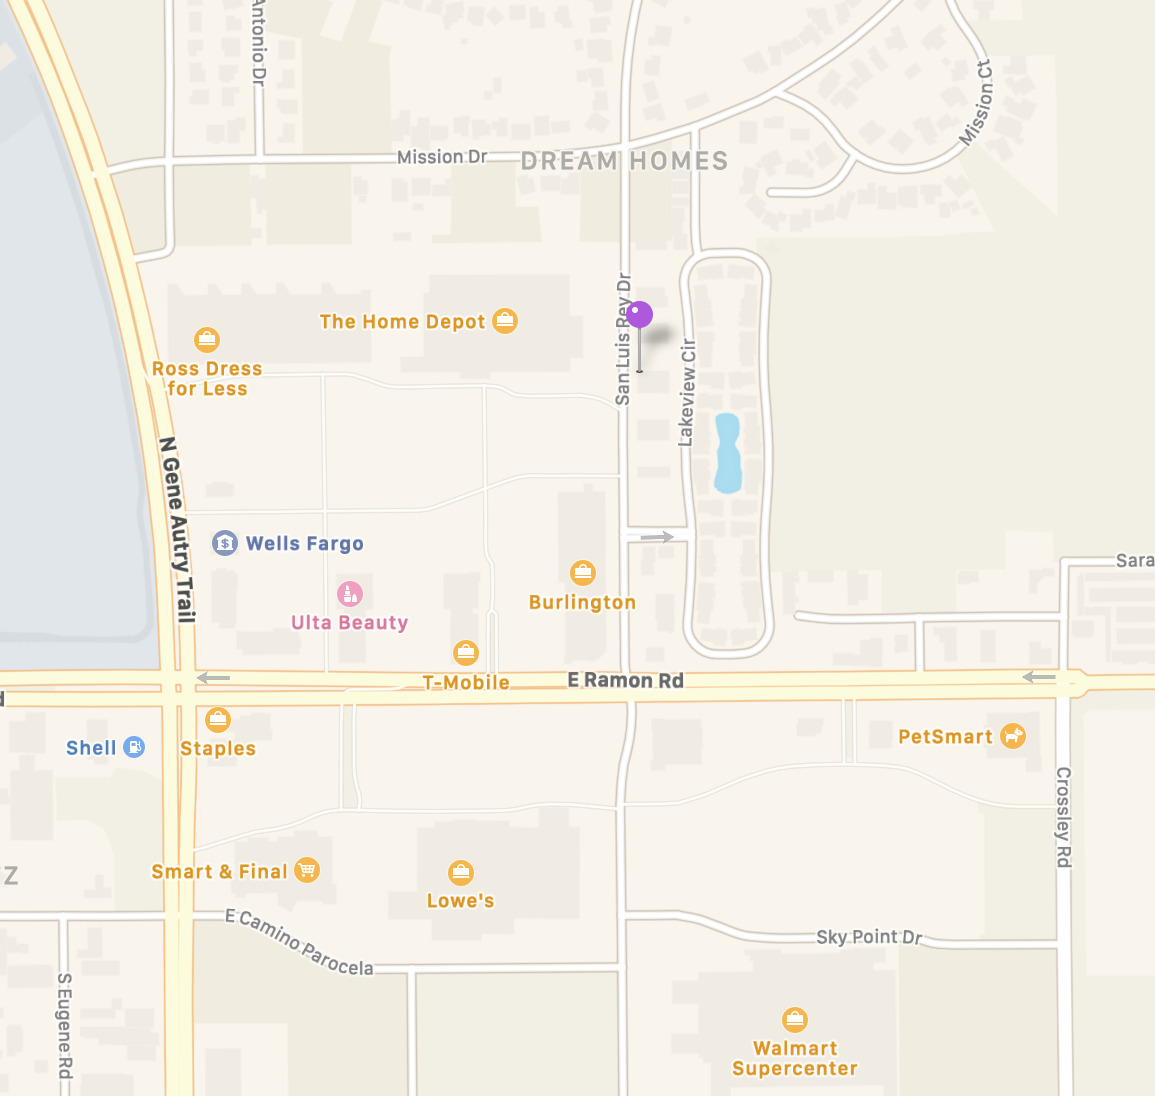 Antonio Dr
Mission Ct
Mission Dr
DREAM HOMES
San Luis Rey Dr
The Home Depot
Ross Dress
for Less
Lakeview Cir
N Gene Autry Trail
Wells Fargo
Sara
Burlington
Ulta Beauty
T-Mobile
E Ramon Rd
d
Staples
Shell
PetSmart
Crossley Rd
Smart & Final
Lowe's
Z
E Camino Parocela
Sky Point Dr
S Eugene Rd
Walmart
Supercenter